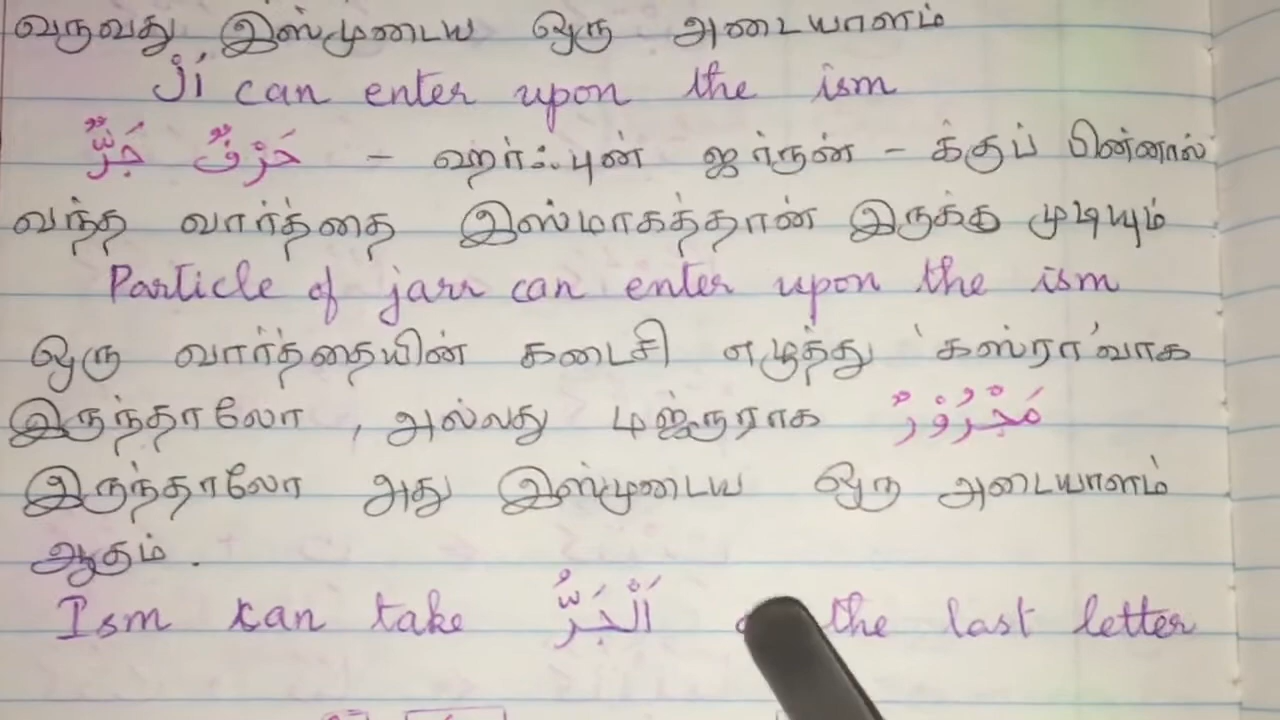 வருவது இஸ்முடைய ஒரு அடையாளம்
اَلْ can enter upon the ism
حَرْفٌ جَرٌّ – ஹர்ஃபுன் ஜர்ருன் – க்குப் பின்னால்
வந்த வார்த்தை இஸ்மாகத்தான் இருக்க முடியும்
Particle of jarr can enter upon the ism
ஒரு வார்த்தையின் கடைசி எழுத்து 'கஸ்ரா'வாக
இருந்தாலோ , அல்லது மஜ்ரூராக مَجْرُوْرٌ
இருந்தாலோ அது இஸ்முடைய ஒரு அடையாளம்
ஆகும் .
Ism can take اَلْجَرُّ the last letter